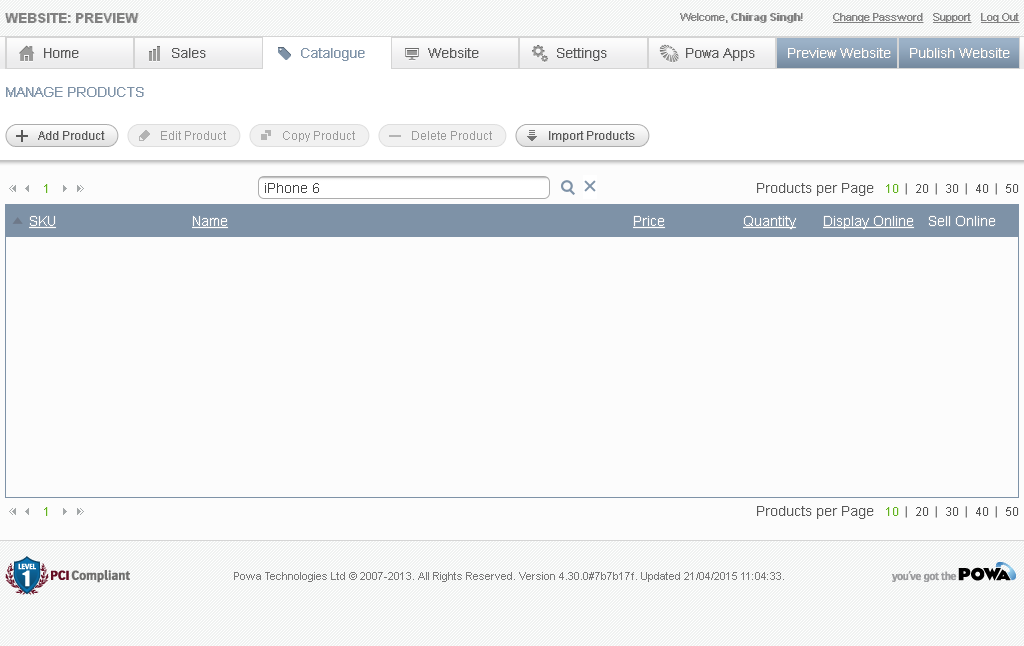 WEBSITE: PREVIEW
Welcome, Chirag Singh! Change Password Support Log Out
Home Sales Catalogue Website Settings Powa Apps Preview Website Publish Website
MANAGE PRODUCTS
Add Product Edit Product Copy Product Delete Product Import Products
1 iPhone 6 Products per Page 10 | 20 | 30 | 40 | 50
SKU Name Price Quantity Display Online Sell Online
1 Products per Page 10 | 20 | 30 | 40 | 50
LEVEL 1 PCI Compliant
Powa Technologies Ltd © 2007-2013. All Rights Reserved. Version 4.30.0#7b7b17f. Updated 21/04/2015 11:04:33.
you've got the POWA